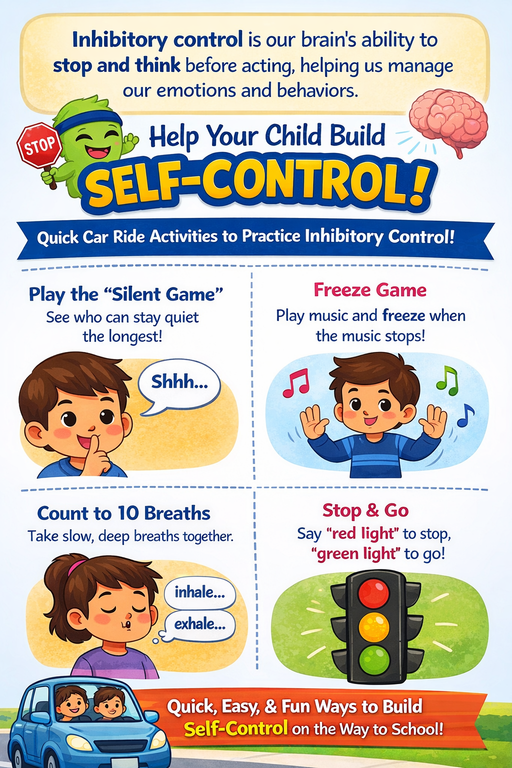 Inhibitory control is our brain's ability to
stop and think before acting, helping us manage
our emotions and behaviors.
STOP
Help Your Child Build
SELF-CONTROL!
Quick Car Ride Activities to Practice Inhibitory Control!
Play the “Silent Game”
See who can stay quiet
the longest!
Shhh...
Freeze Game
Play music and freeze when
the music stops!
Count to 10 Breaths
Take slow, deep breaths together.
inhale...
exhale...
Stop & Go
Say “red light” to stop,
“green light” to go!
Quick, Easy, & Fun Ways to Build
Self-Control on the Way to School!